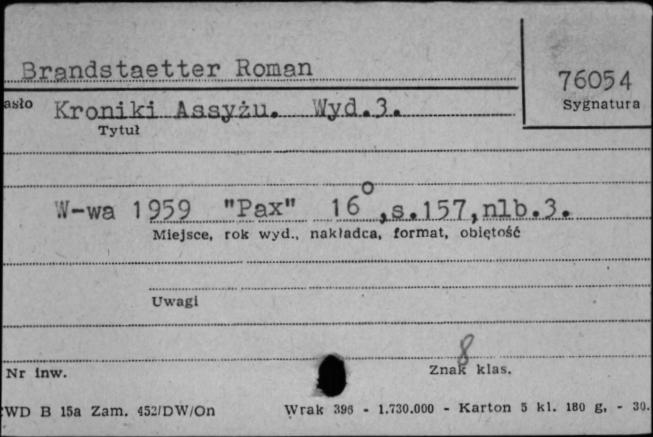 Brandstaetter Roman
76054
Sygnatura
asło Kroniki Assyżu. Wyd.3.
Tytuł
W-wa 1959 "Pax" 16°,s.157,nlb.3.
Miejsce, rok wyd., nakładca, format, objętość
Uwagi
8
Nr inw.
Znak klas.
WD B 15a Zam. 452/DW/On Wrak 396 - 1.730.000 - Karton 5 kl. 180 g, - 30.